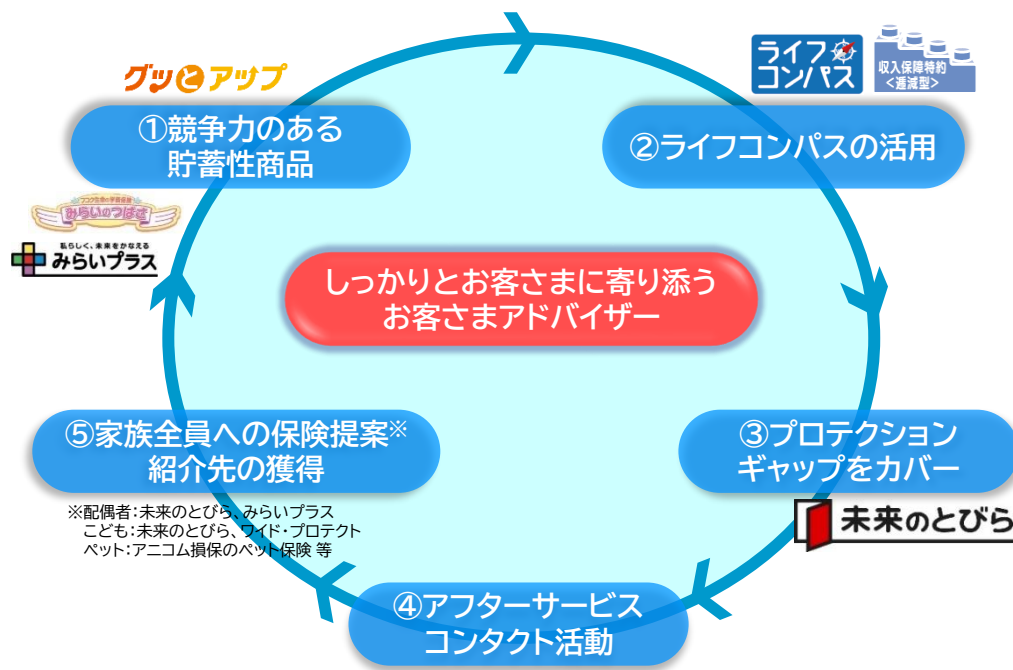 グッとアップ
①競争力のある
貯蓄性商品
ライフ
コンパス
収入保障特約
<逓減型>
②ライフコンパスの活用
フコク生命の学資保険
みらいのつばさ
私らしく、未来をかなえる
みらいプラス
しっかりとお客さまに寄り添う
お客さまアドバイザー
③プロテクション
ギャップをカバー
未来のとびら
④アフターサービス
コンタクト活動
⑤家族全員への保険提案※
紹介先の獲得
※配偶者：未来のとびら、みらいプラス
こども：未来のとびら、ワイド・プロテクト
ペット：アニコム損保のペット保険 等